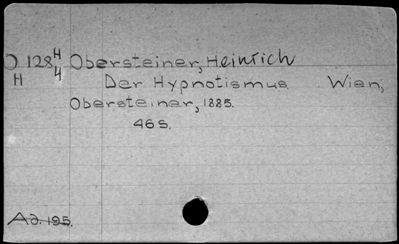 D 128 H/4 Obersteiner, Heinrich
H Der Hypnotismus Wien,
Obersteiner, 1885.
46 S.
Ad. 195.